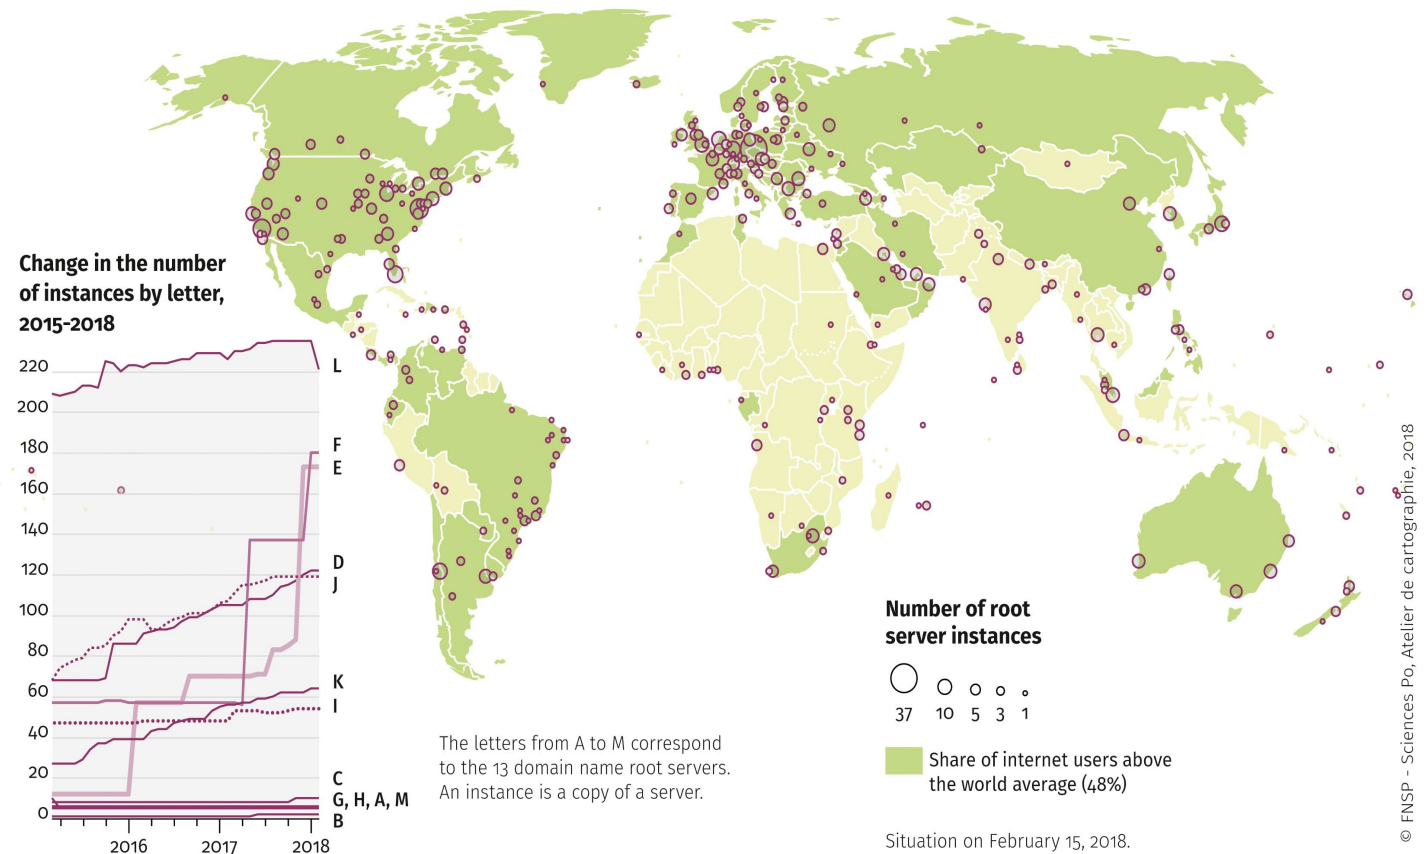 Change in the number
of instances by letter,
2015-2018
220
200
180
160
140
120
100
80
60
40
20
0
L
F
E
D
J
K
I
C
G, H, A, M
B
2016
2017
2018
The letters from A to M correspond
to the 13 domain name root servers.
An instance is a copy of a server.
Number of root
server instances
37
10
5
3
1
Share of internet users above
the world average (48%)
Situation on February 15, 2018.
© FNSP - Sciences Po, Atelier de cartographie, 2018